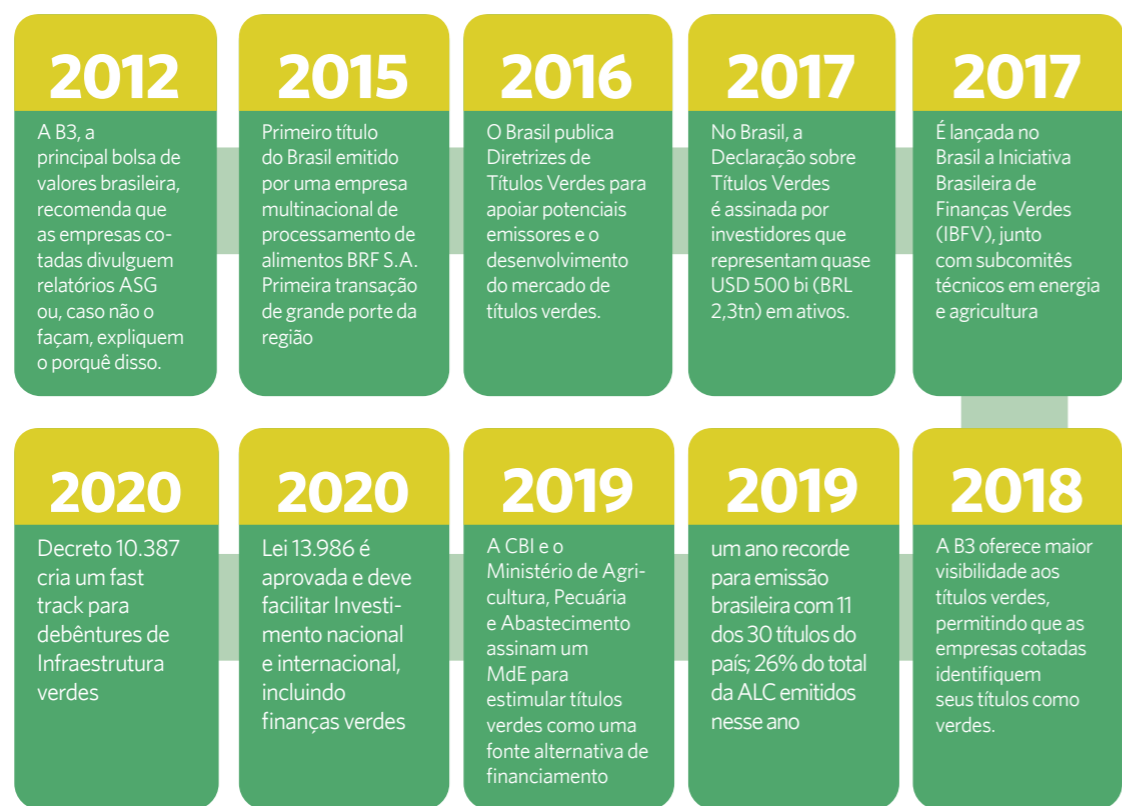 2012
A B3, a
principal bolsa de
valores brasileira,
recomenda que
as empresas co-
tadas divulguem
relatórios ASG
ou, caso não o
façam, expliquem
o porquê disso.
2015
Primeiro título
do Brasil emitido
por uma empresa
multinacional de
processamento de
alimentos BRF S.A.
Primeira transação
de grande porte da
região
2016
O Brasil publica
Diretrizes de
Títulos Verdes para
apoiar potenciais
emissores e o
desenvolvimento
do mercado de
títulos verdes.
2017
No Brasil, a
Declaração sobre
Títulos Verdes
é assinada por
investidores que
representam quase
USD 500 bi (BRL
2,3tn) em ativos.
2017
É lançada no
Brasil a Iniciativa
Brasileira de
Finanças Verdes
(IBFV), junto
com subcomitês
técnicos em energia
e agricultura
2018
A B3 oferece maior
visibilidade aos
títulos verdes,
permitindo que as
empresas cotadas
identifiquem
seus títulos como
verdes.
2019
um ano recorde
para emissão
brasileira com 11
dos 30 títulos do
país; 26% do total
da ALC emitidos
nesse ano
2019
A CBI e o
Ministério de Agri-
cultura, Pecuária
e Abastecimento
assinam um
MdE para
estimular títulos
verdes como uma
fonte alternativa de
financiamento
2020
Lei 13.986 é
aprovada e deve
facilitar Investi-
mento nacional
e internacional,
incluindo
finanças verdes
2020
Decreto 10.387
cria um fast
track para
debêntures de
Infraestrutura
verdes